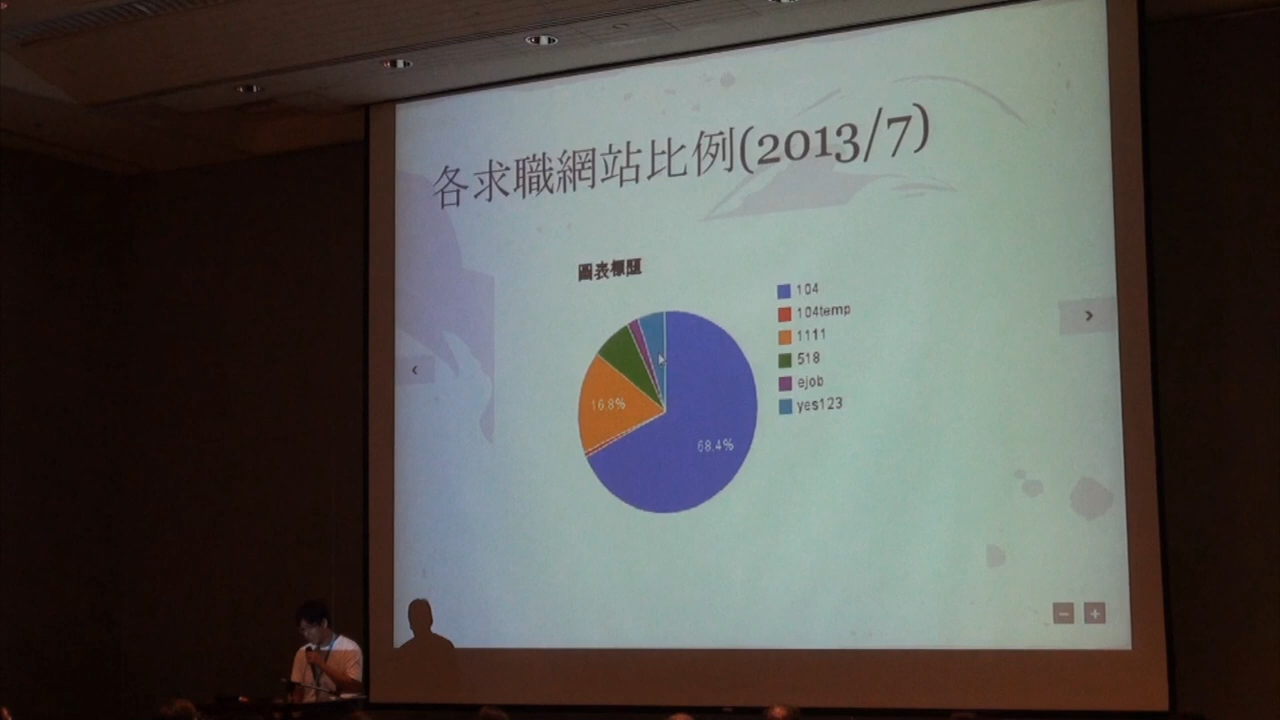 各求職網站比例(2013/7)
圖表標題
104
104temp
1111
518
ejob
yes123
16.8%
68.4%